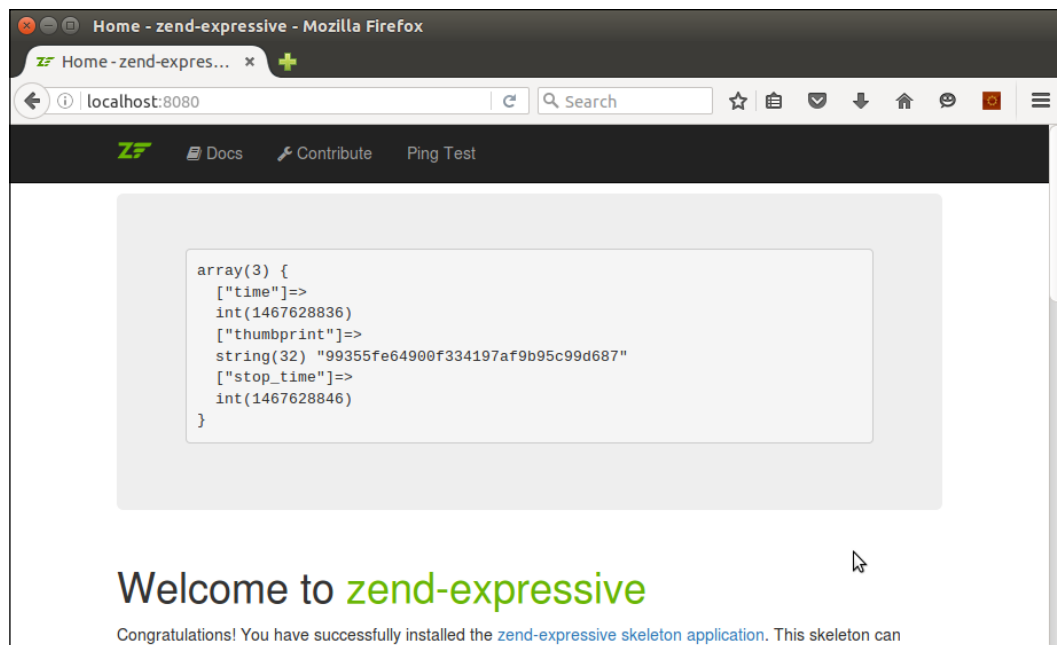 Home - zend-expressive - Mozilla Firefox
ZF Home - zend-expres... ×
localhost:8080 Search
ZF Docs Contribute Ping Test
array(3) {
  ["time"]=>
  int(1467628836)
  ["thumbprint"]=>
  string(32) "99355fe64900f334197af9b95c99d687"
  ["stop_time"]=>
  int(1467628846)
}
Welcome to zend-expressive
Congratulations! You have successfully installed the zend-expressive skeleton application. This skeleton can